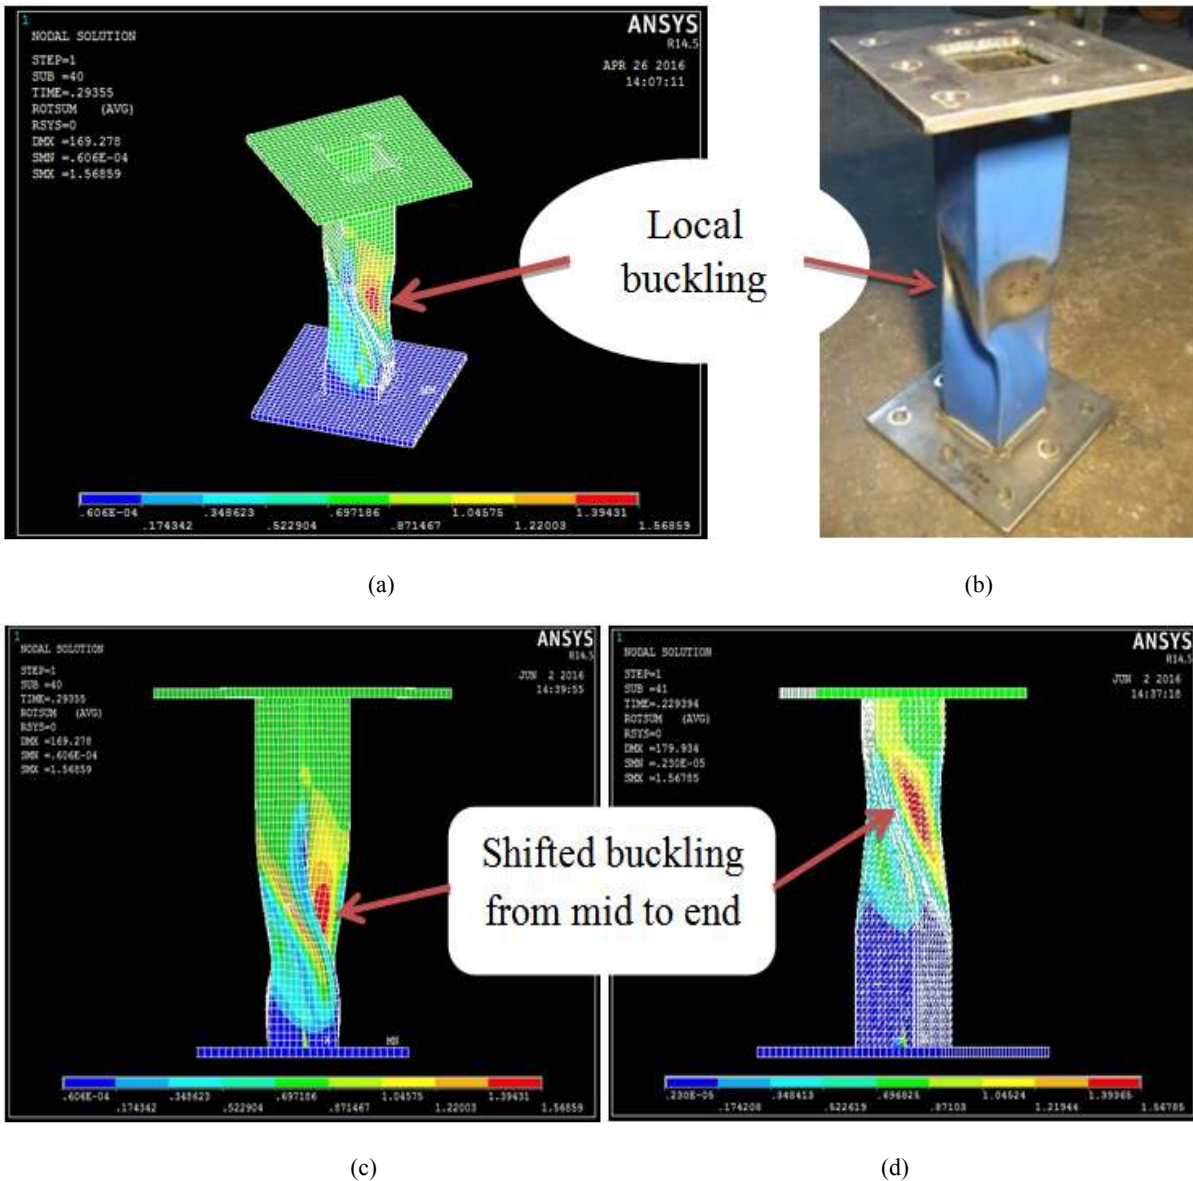 1
NODAL SOLUTION
STEP=1
SUB =40
TIME=.29355
ROTSUM (AVG)
RSYS=0
DMX =169.278
SMN =.606E-04
SMX =1.56859
ANSYS
R14.5
APR 26 2016
14:07:11
Local
buckling
.606E-04 .348623 .697186 1.04575 1.39431
.174342 .522904 .871467 1.22003 1.56859
(a) (b)
1
NODAL SOLUTION
STEP=1
SUB =40
TIME=.29355
ROTSUM (AVG)
RSYS=0
DMX =169.278
SMN =.606E-04
SMX =1.56859
ANSYS
R14.5
JUN 2 2016
14:39:55
MN
.606E-04 .348623 .697186 1.04575 1.39431
.174342 .522904 .871467 1.22003 1.56859
1
NODAL SOLUTION
STEP=1
SUB =41
TIME=.229394
ROTSUM (AVG)
RSYS=0
DMX =179.934
SMN =.230E-05
SMX =1.56785
ANSYS
R14.5
JUN 2 2016
14:37:18
Shifted buckling
from mid to end
.230E-05 .348413 .696825 1.04524 1.39365
.174208 .522619 .87103 1.21944 1.56785
(c) (d)